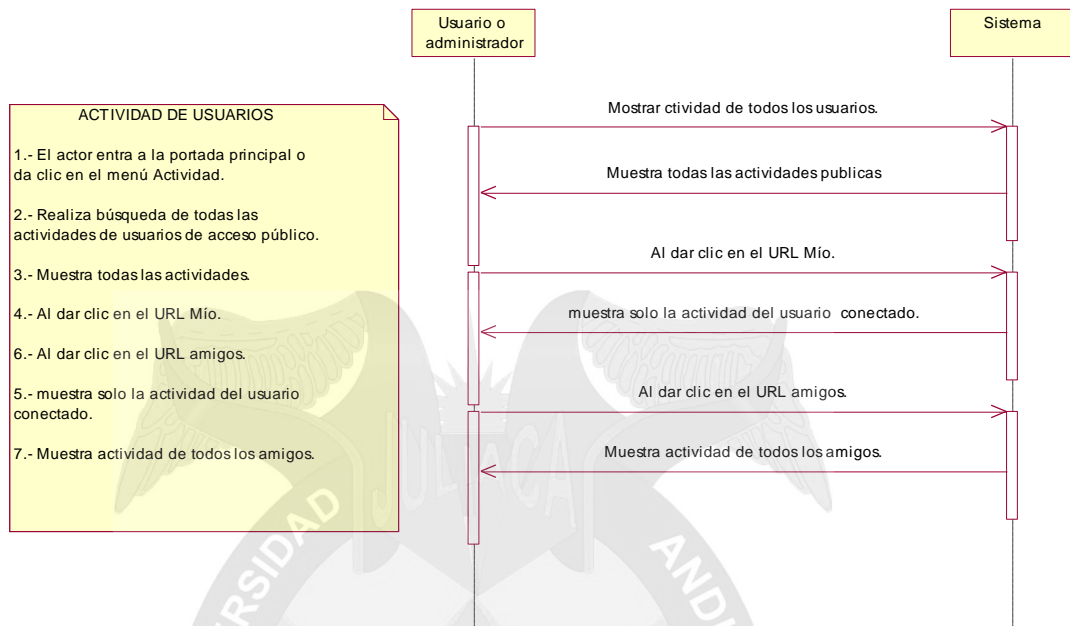 Usuario o
administrador
Sistema
ACTIVIDAD DE USUARIOS
1.- El actor entra a la portada principal o
da clic en el menú Actividad.
2.- Realiza búsqueda de todas las
actividades de usuarios de acceso público.
3.- Muestra todas las actividades.
4.- Al dar clic en el URL Mío.
6.- Al dar clic en el URL amigos.
5.- muestra solo la actividad del usuario
conectado.
7.- Muestra actividad de todos los amigos.
Mostrar ctividad de todos los usuarios.
Muestra todas las actividades publicas
Al dar clic en el URL Mío.
muestra solo la actividad del usuario conectado.
Al dar clic en el URL amigos.
Muestra actividad de todos los amigos.
JULIACA